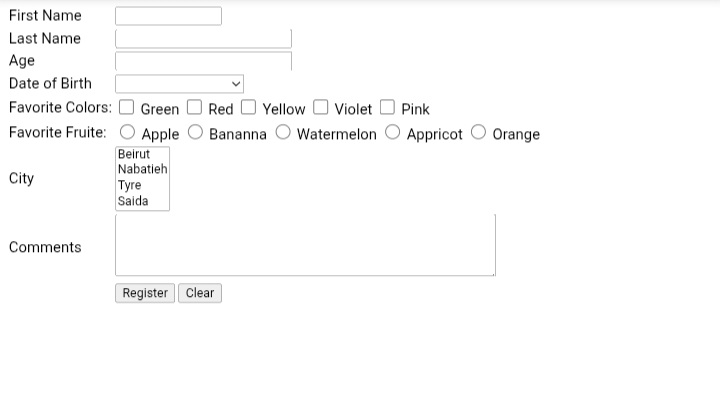 First Name
Last Name
Age
Date of Birth
Favorite Colors: Green Red Yellow Violet Pink
Favorite Fruite: Apple Bananna Watermelon Appricot Orange
City
Beirut
Nabatieh
Tyre
Saida
Comments
Register Clear